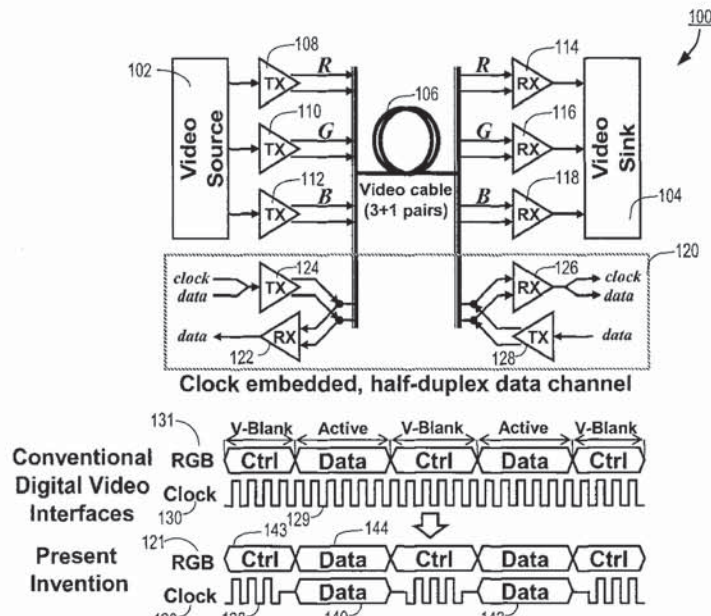 100
102
108
TX
R
114
RX
110
TX
G
106
G
116
RX
112
TX
B
Video cable
(3+1 pairs)
B
118
RX
Video
Source
Video
Sink
104
R
120
clock
data
124
TX
126
RX
clock
data
data
RX
122
TX
128
data
Clock embedded, half-duplex data channel
131
V-Blank Active V-Blank Active V-Blank
Conventional
Digital Video
Interfaces
RGB Ctrl Data Ctrl Data Ctrl
Clock
130
129
143
144
121
Present
Invention
RGB Ctrl Data Ctrl Data Ctrl
Clock Data Data